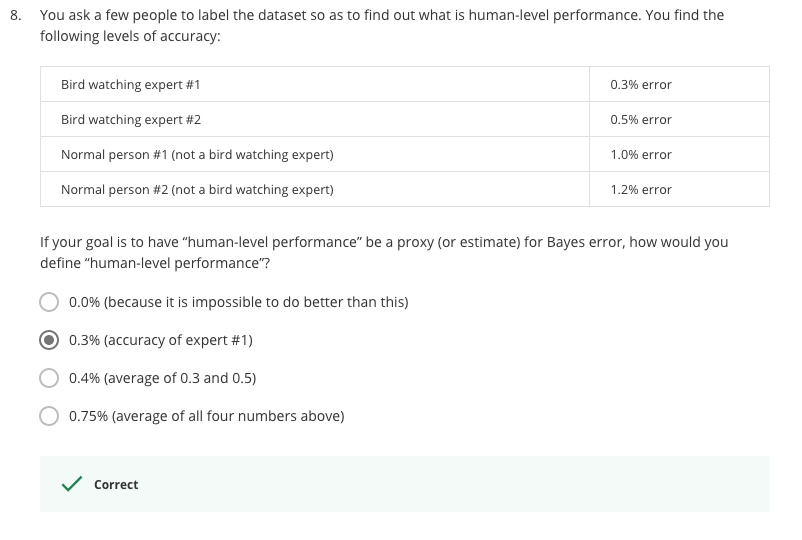 8. You ask a few people to label the dataset so as to find out what is human-level performance. You find the
following levels of accuracy:
Bird watching expert #1 0.3% error
Bird watching expert #2 0.5% error
Normal person #1 (not a bird watching expert) 1.0% error
Normal person #2 (not a bird watching expert) 1.2% error
If your goal is to have “human-level performance” be a proxy (or estimate) for Bayes error, how would you
define “human-level performance”?
0.0% (because it is impossible to do better than this)
0.3% (accuracy of expert #1)
0.4% (average of 0.3 and 0.5)
0.75% (average of all four numbers above)
Correct